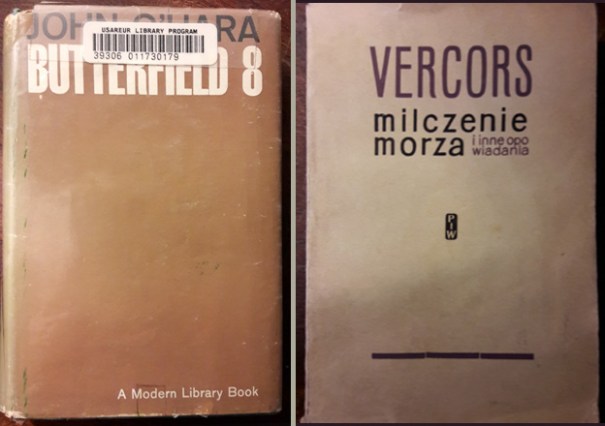 JOHN O'HARA
USAREUR LIBRARY PROGRAM
39306 011730179
BUTTERFIELD 8
A Modern Library Book
VERCORS
milczenie
morza i inne opo
wiadania
PIW